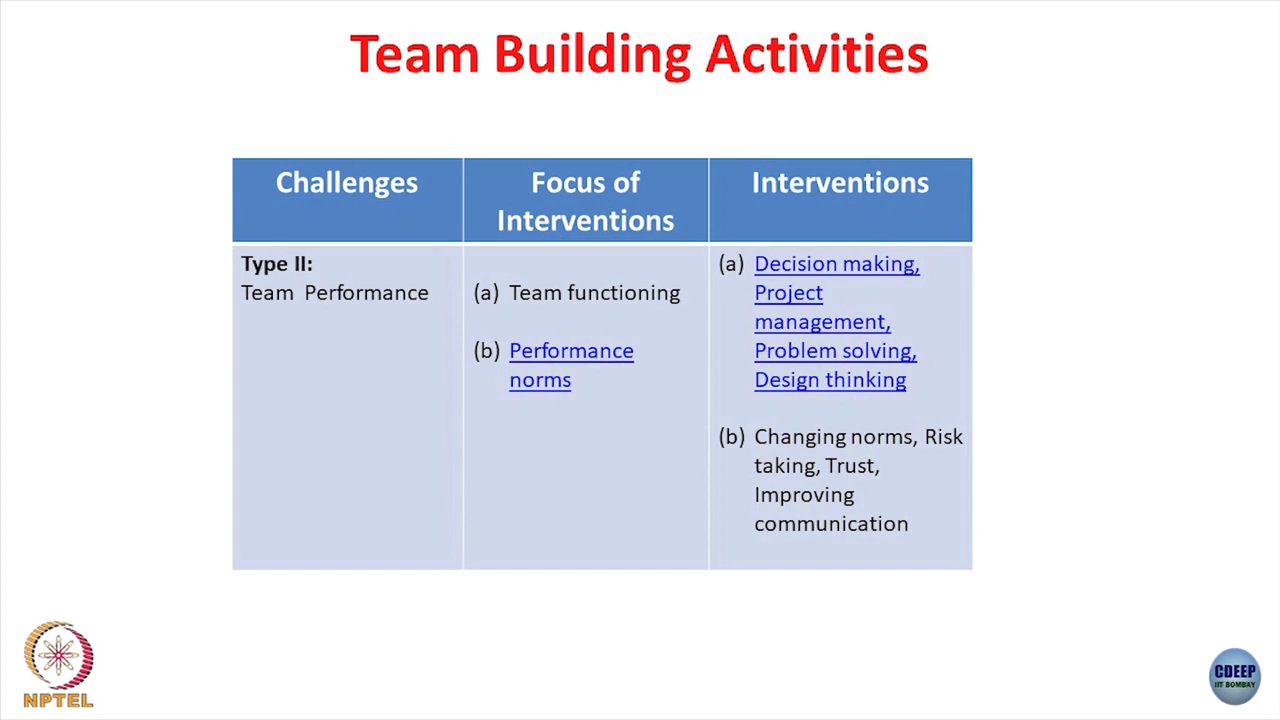 Team Building Activities
Challenges
Focus of
Interventions
Interventions
Type II:
Team Performance
(a) Team functioning
(b) Performance
norms
(a) Decision making,
Project
management,
Problem solving,
Design thinking
(b) Changing norms, Risk
taking, Trust,
Improving
communication
NPTEL
CDEEP
IIT BOMBAY